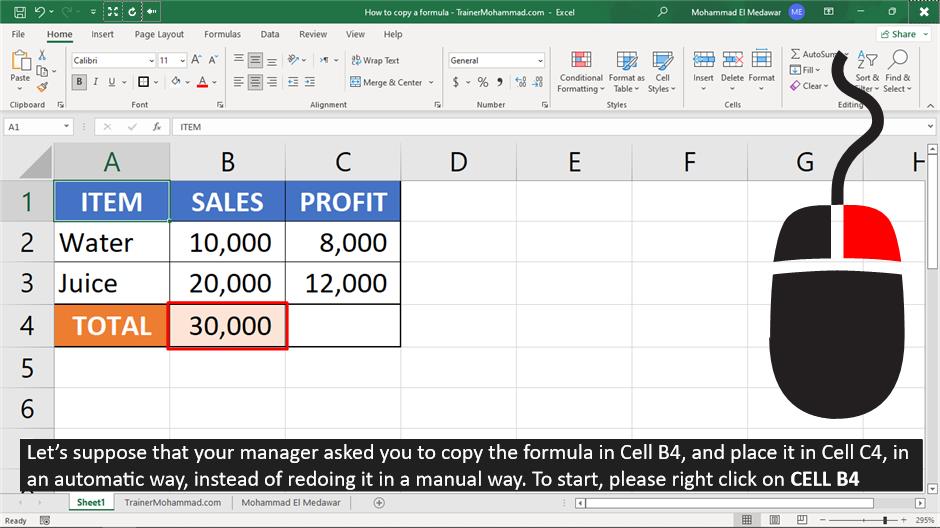 How to copy a formula - TrainerMohammad.com - Excel
Mohammad El Medawar ME
File Home Insert Page Layout Formulas Data Review View Help Share
Calibri 11 A^ A˅ Wrap Text General AutoSum
Paste B I U A Merge & Center $ % Conditional Formatting Format as Table Cell Styles Insert Delete Format Fill Clear Sort & Filter Find & Select
Clipboard Font Alignment Number Styles Cells Editing
A1 fx ITEM
A B C D E F G H
1 ITEM SALES PROFIT
2 Water 10,000 8,000
3 Juice 20,000 12,000
4 TOTAL 30,000
5
6
Let’s suppose that your manager asked you to copy the formula in Cell B4, and place it in Cell C4, in
an automatic way, instead of redoing it in a manual way. To start, please right click on CELL B4
Sheet1 TrainerMohammad.com Mohammad El Medawar
Ready 295%